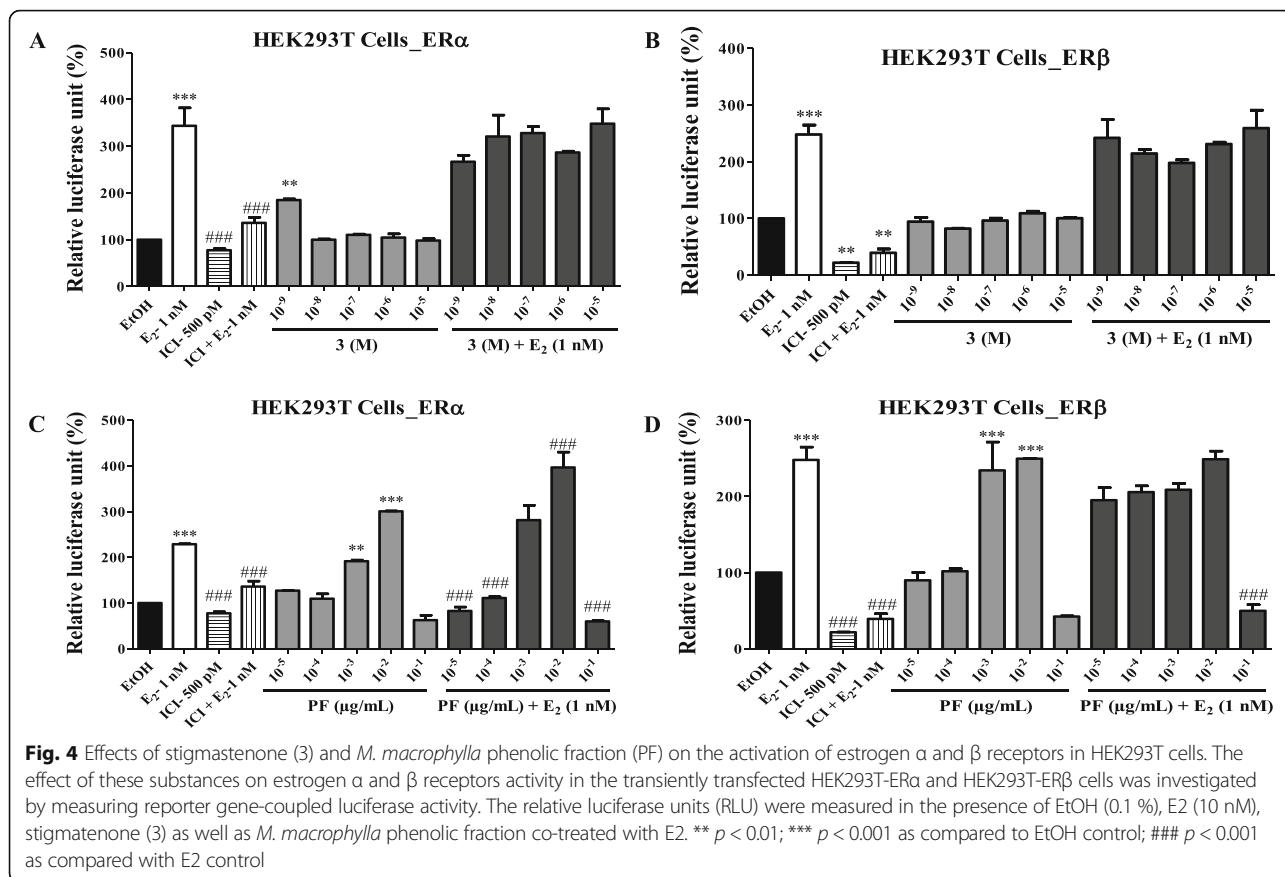 A
HEK293T Cells_ERα
Relative luciferase unit (%)
500
400
300
200
100
0
***
###
###
**
EtOH
E₂- 1 nM
ICI- 500 pM
ICI + E₂-1 nM
10⁻⁹
10⁻⁸
10⁻⁷
10⁻⁶
10⁻⁵
10⁻⁹
10⁻⁸
10⁻⁷
10⁻⁶
10⁻⁵
3 (M)
3 (M) + E₂ (1 nM)
B
HEK293T Cells_ERβ
Relative luciferase unit (%)
400
300
200
100
0
***
**
**
EtOH
E₂- 1 nM
ICI- 500 pM
ICI + E₂-1 nM
10⁻⁹
10⁻⁸
10⁻⁷
10⁻⁶
10⁻⁵
10⁻⁹
10⁻⁸
10⁻⁷
10⁻⁶
10⁻⁵
3 (M)
3 (M) + E₂ (1 nM)
C
HEK293T Cells_ERα
Relative luciferase unit (%)
500
400
300
200
100
0
***
###
###
**
***
###
###
###
###
EtOH
E₂- 1 nM
ICI- 500 pM
ICI + E₂-1 nM
10⁻⁵
10⁻⁴
10⁻³
10⁻²
10⁻¹
10⁻⁵
10⁻⁴
10⁻³
10⁻²
10⁻¹
PF (µg/mL)
PF (µg/mL) + E₂ (1 nM)
D
HEK293T Cells_ERβ
Relative luciferase unit (%)
300
200
100
0
***
###
###
***
***
###
EtOH
E₂- 1 nM
ICI- 500 pM
ICI + E₂-1 nM
10⁻⁵
10⁻⁴
10⁻³
10⁻²
10⁻¹
10⁻⁵
10⁻⁴
10⁻³
10⁻²
10⁻¹
PF (µg/mL)
PF (µg/mL) + E₂ (1 nM)
Fig. 4 Effects of stigmastenone (3) and M. macrophylla phenolic fraction (PF) on the activation of estrogen α and β receptors in HEK293T cells. The
effect of these substances on estrogen α and β receptors activity in the transiently transfected HEK293T-ERα and HEK293T-ERβ cells was investigated
by measuring reporter gene-coupled luciferase activity. The relative luciferase units (RLU) were measured in the presence of EtOH (0.1 %), E2 (10 nM),
stigmatenone (3) as well as M. macrophylla phenolic fraction co-treated with E2. ** p < 0.01; *** p < 0.001 as compared to EtOH control; ### p < 0.001
as compared with E2 control